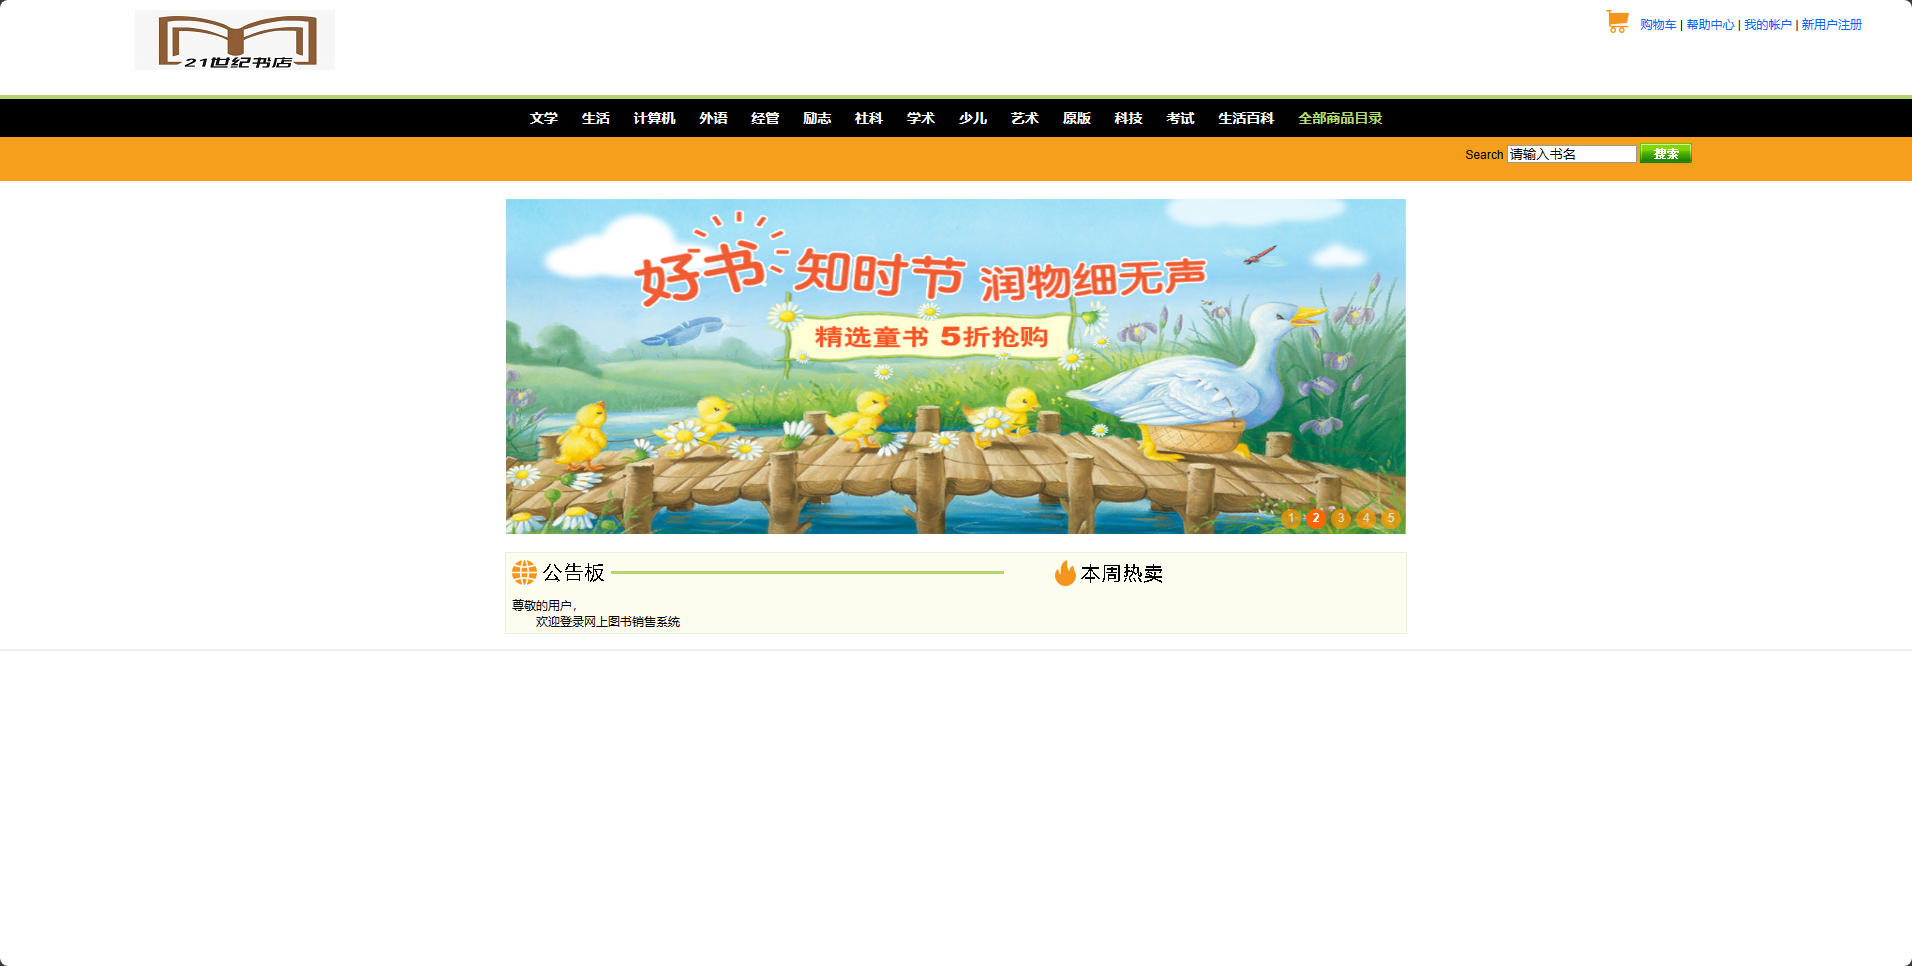 21世纪书店
购物车 | 帮助中心 | 我的帐户 | 新用户注册
文学 生活 计算机 外语 经管 励志 社科 学术 少儿 艺术 原版 科技 考试 生活百科 全部商品目录
Search 请输入书名 搜索
好书 知时节 润物细无声
精选童书 5折抢购
1 2 3 4 5
公告板 本周热卖
尊敬的用户，
欢迎登录网上图书销售系统